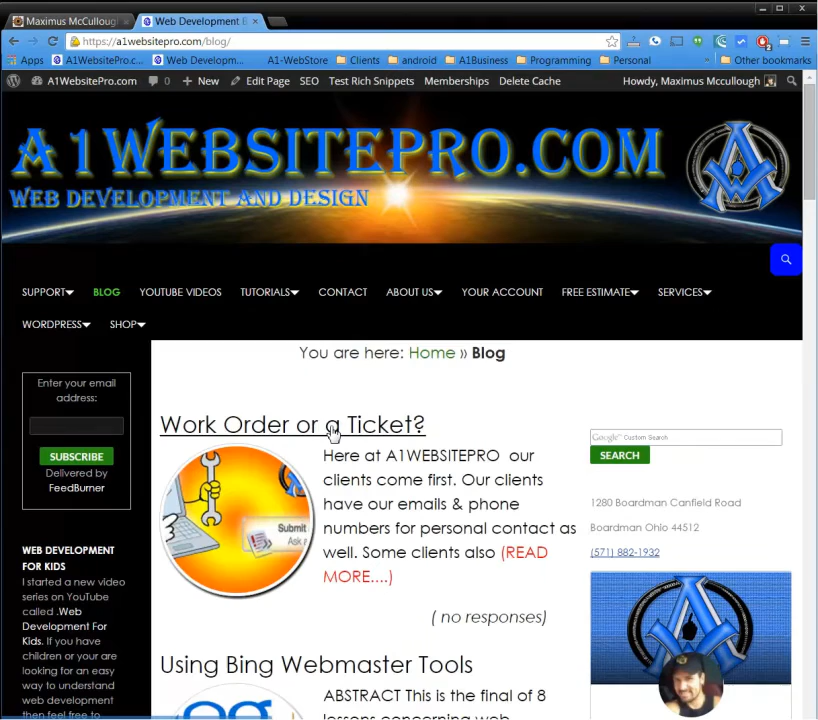 Maximus McCullough
Web Development B
https://a1websitepro.com/blog/
Apps A1WebsitePro.c... Web Developm... A1-WebStore Clients android A1Business Programming Personal » Other bookmarks
A1WebsitePro.com 0 New Edit Page SEO Test Rich Snippets Memberships Delete Cache Howdy, Maximus Mccullough
A1WEBSITEPRO.COM
WEB DEVELOPMENT AND DESIGN
SUPPORT BLOG YOUTUBE VIDEOS TUTORIALS CONTACT ABOUT US YOUR ACCOUNT FREE ESTIMATE SERVICES
WORDPRESS SHOP
You are here: Home » Blog
Enter your email
address:
SUBSCRIBE
Delivered by
FeedBurner
WEB DEVELOPMENT
FOR KIDS
I started a new video
series on YouTube
called .Web
Development For
Kids. If you have
children or your are
looking for an easy
way to understand
web development
then feel free to
Work Order or a Ticket?
Here at A1WEBSITEPRO our
clients come first. Our clients
have our emails & phone
numbers for personal contact as
well. Some clients also (READ
MORE....)
Submit
Ask
( no responses)
Using Bing Webmaster Tools
ABSTRACT This is the final of 8
lessons concerning web
Google Custom Search
SEARCH
1280 Boardman Canfield Road
Boardman Ohio 44512
(571) 882-1932